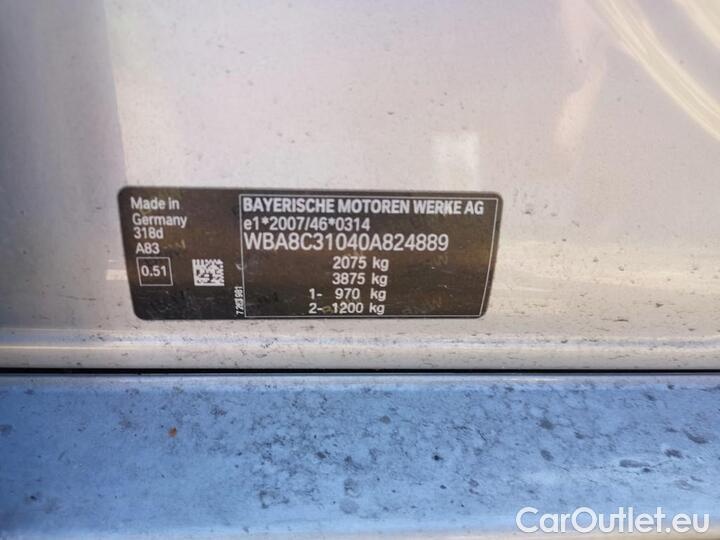 Made in
Germany
318d
A83
0.51
BAYERISCHE MOTOREN WERKE AG
e1*2007/46*0314
WBA8C31040A824889
2075 kg
3875 kg
1- 970 kg
2- 1200 kg
CarOutlet.eu